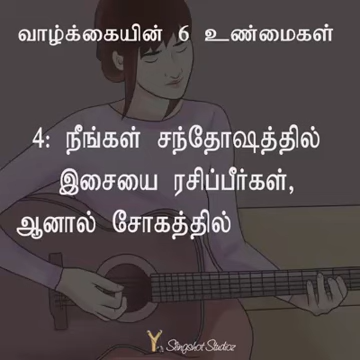 வாழ்க்கையின் 6 உண்மைகள்
4: நீங்கள் சந்தோஷத்தில்
இசையை ரசிப்பீர்கள்,
ஆனால் சோகத்தில்
Slingshot Studioz